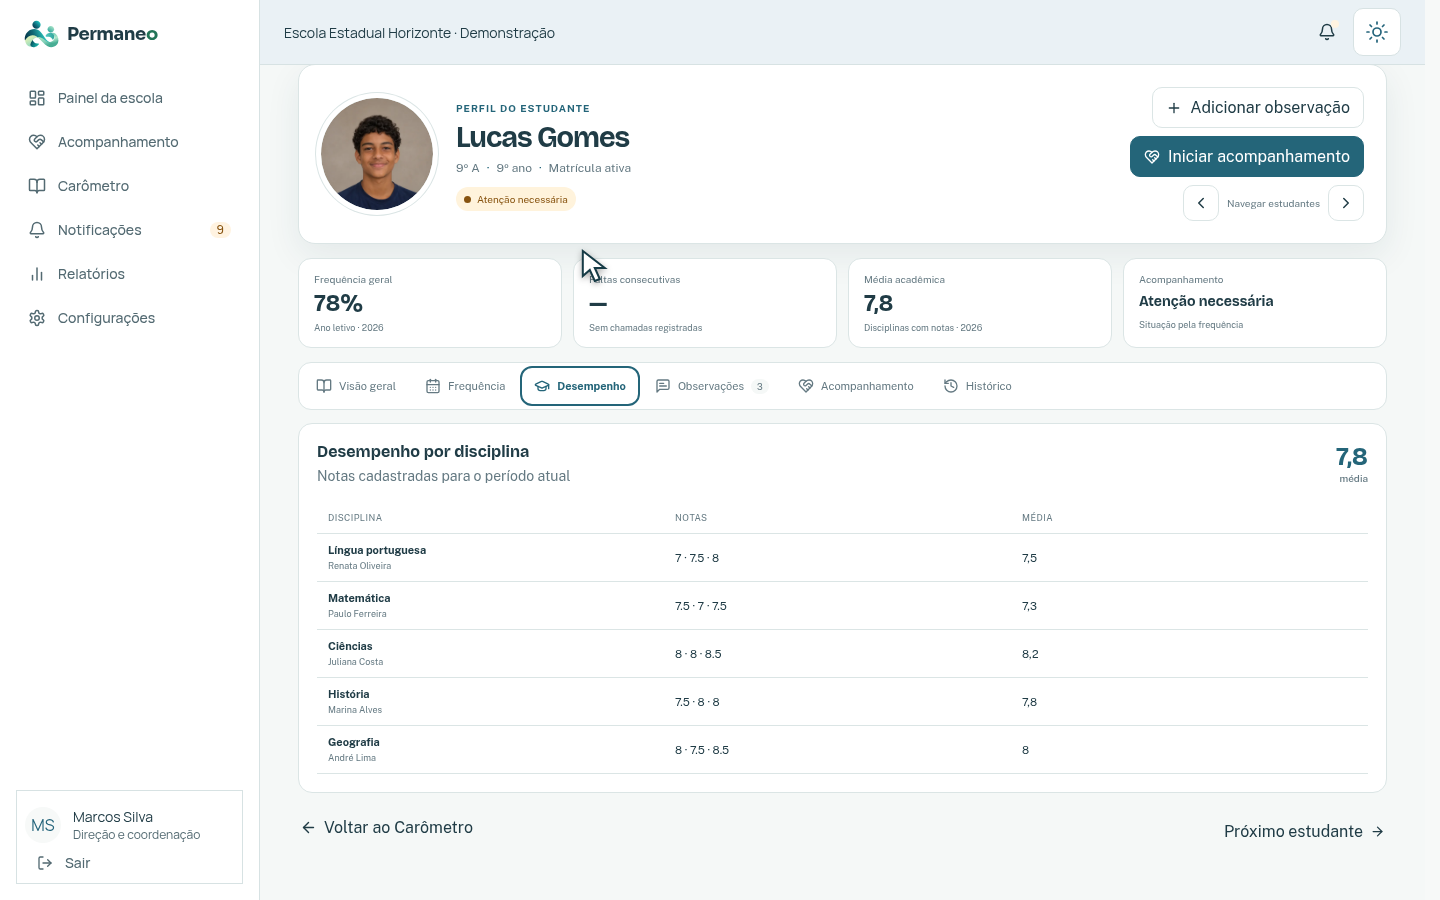 Permaneo
Painel da escola
Acompanhamento
Carômetro
Notificações 9
Relatórios
Configurações
MS
Marcos Silva
Direção e coordenação
Sair
Escola Estadual Horizonte · Demonstração
PERFIL DO ESTUDANTE
Lucas Gomes
9º A · 9º ano · Matrícula ativa
Atenção necessária
Adicionar observação
Iniciar acompanhamento
Navegar estudantes
Frequência geral
78%
Ano letivo · 2026
Faltas consecutivas
—
Sem chamadas registradas
Média acadêmica
7,8
Disciplinas com notas · 2026
Acompanhamento
Atenção necessária
Situação pela frequência
Visão geral Frequência Desempenho Observações 3 Acompanhamento Histórico
Desempenho por disciplina
Notas cadastradas para o período atual
7,8
média
DISCIPLINA NOTAS MÉDIA
Língua portuguesa
Renata Oliveira
7 · 7.5 · 8 7,5
Matemática
Paulo Ferreira
7.5 · 7 · 7.5 7,3
Ciências
Juliana Costa
8 · 8 · 8.5 8,2
História
Marina Alves
7.5 · 8 · 8 7,8
Geografia
André Lima
8 · 7.5 · 8.5 8
Voltar ao Carômetro
Próximo estudante